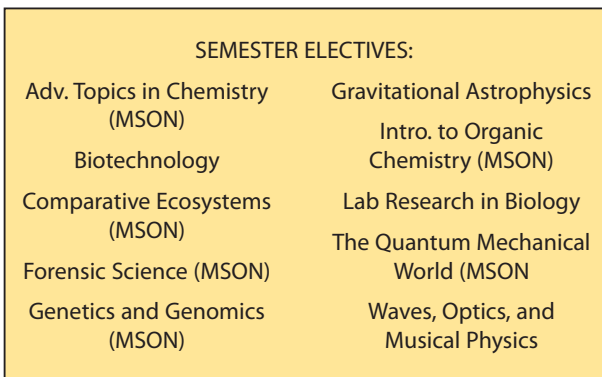 SEMESTER ELECTIVES:
Adv. Topics in Chemistry
(MSON)
Biotechnology
Comparative Ecosystems
(MSON)
Forensic Science (MSON)
Genetics and Genomics
(MSON)
Gravitational Astrophysics
Intro. to Organic
Chemistry (MSON)
Lab Research in Biology
The Quantum Mechanical
World (MSON
Waves, Optics, and
Musical Physics